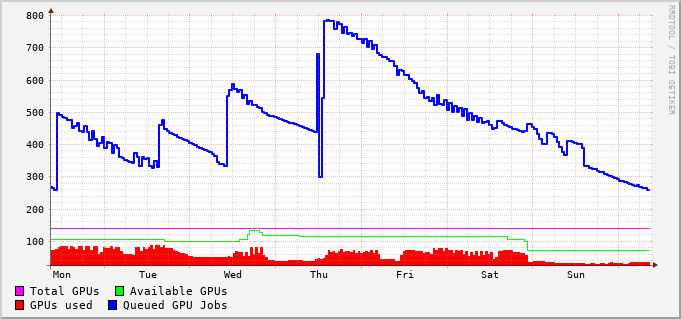 800
700
600
500
400
300
200
100
Mon Tue Wed Thu Fri Sat Sun
Total GPUs Available GPUs
GPUs used Queued GPU Jobs
RRDTOOL / TOBI OETIKER